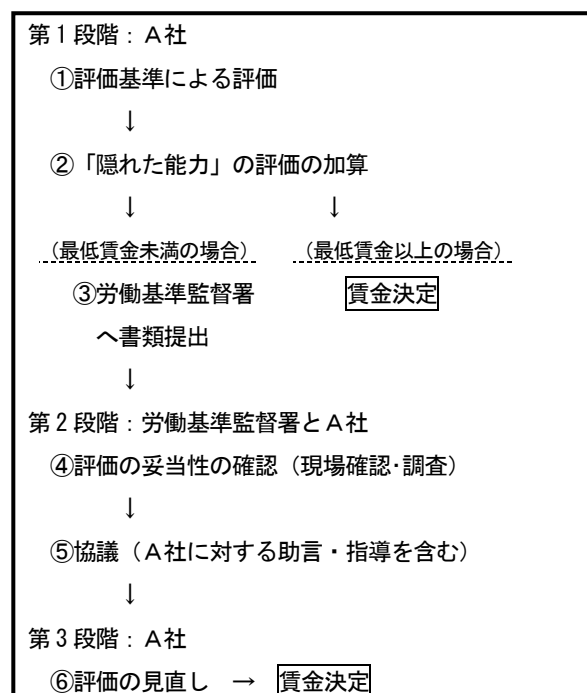 第1段階：Ａ社
①評価基準による評価
↓
②「隠れた能力」の評価の加算
↓ ↓
（最低賃金未満の場合） （最低賃金以上の場合）
③労働基準監督署 賃金決定
へ書類提出
↓
第2段階：労働基準監督署とＡ社
④評価の妥当性の確認（現場確認・調査）
↓
⑤協議（Ａ社に対する助言・指導を含む）
↓
第3段階：Ａ社
⑥評価の見直し → 賃金決定